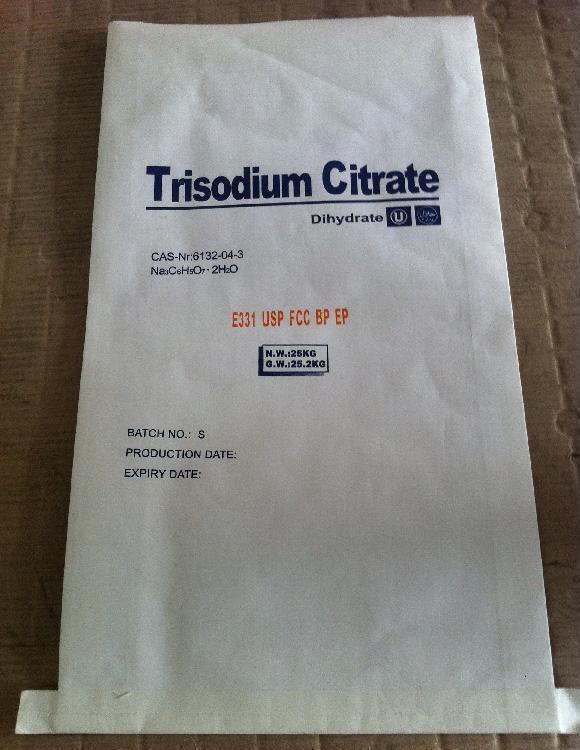 Trisodium Citrate
Dihydrate U حلال
CAS-Nr:6132-04-3
Na₃C₆H₅O₇·2H₂O
E331 USP FCC BP EP
N.W.:25KG
G.W.:25.2KG
BATCH NO.: S
PRODUCTION DATE:
EXPIRY DATE: